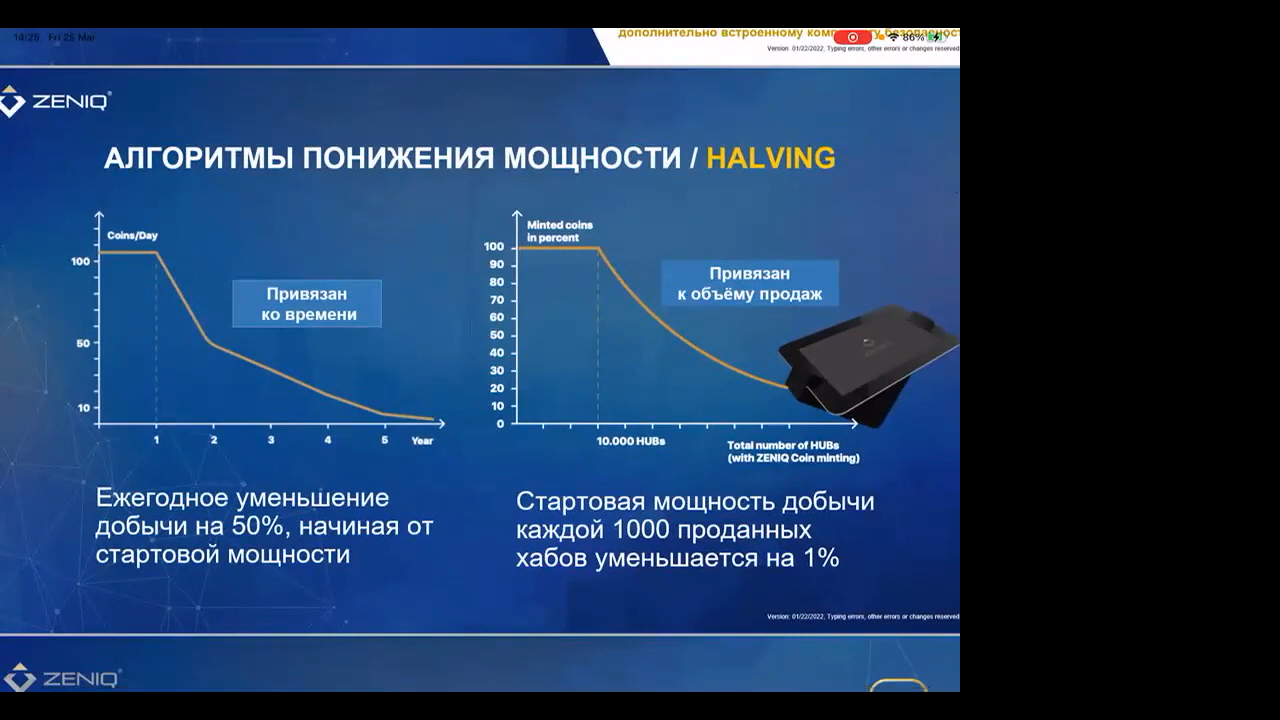 14:25 Fri 25 Mar
дополнительно встроенному
86%
Version: 01/22/2022, Typing errors, other errors or changes reserved
ZENIQ®
АЛГОРИТМЫ ПОНИЖЕНИЯ МОЩНОСТИ / HALVING
Coins/Day
100
50
10
1 2 3 4 5 Year
Привязан
ко времени
Minted coins
in percent
100
90
80
70
60
50
40
30
20
10
0
10.000 HUBs
Total number of HUBs
(with ZENIQ Coin minting)
Привязан
к объёму продаж
Ежегодное уменьшение
добычи на 50%, начиная от
стартовой мощности
Стартовая мощность добычи
каждой 1000 проданных
хабов уменьшается на 1%
Version: 01/22/2022, Typing errors, other errors or changes reserved
ZENIQ®